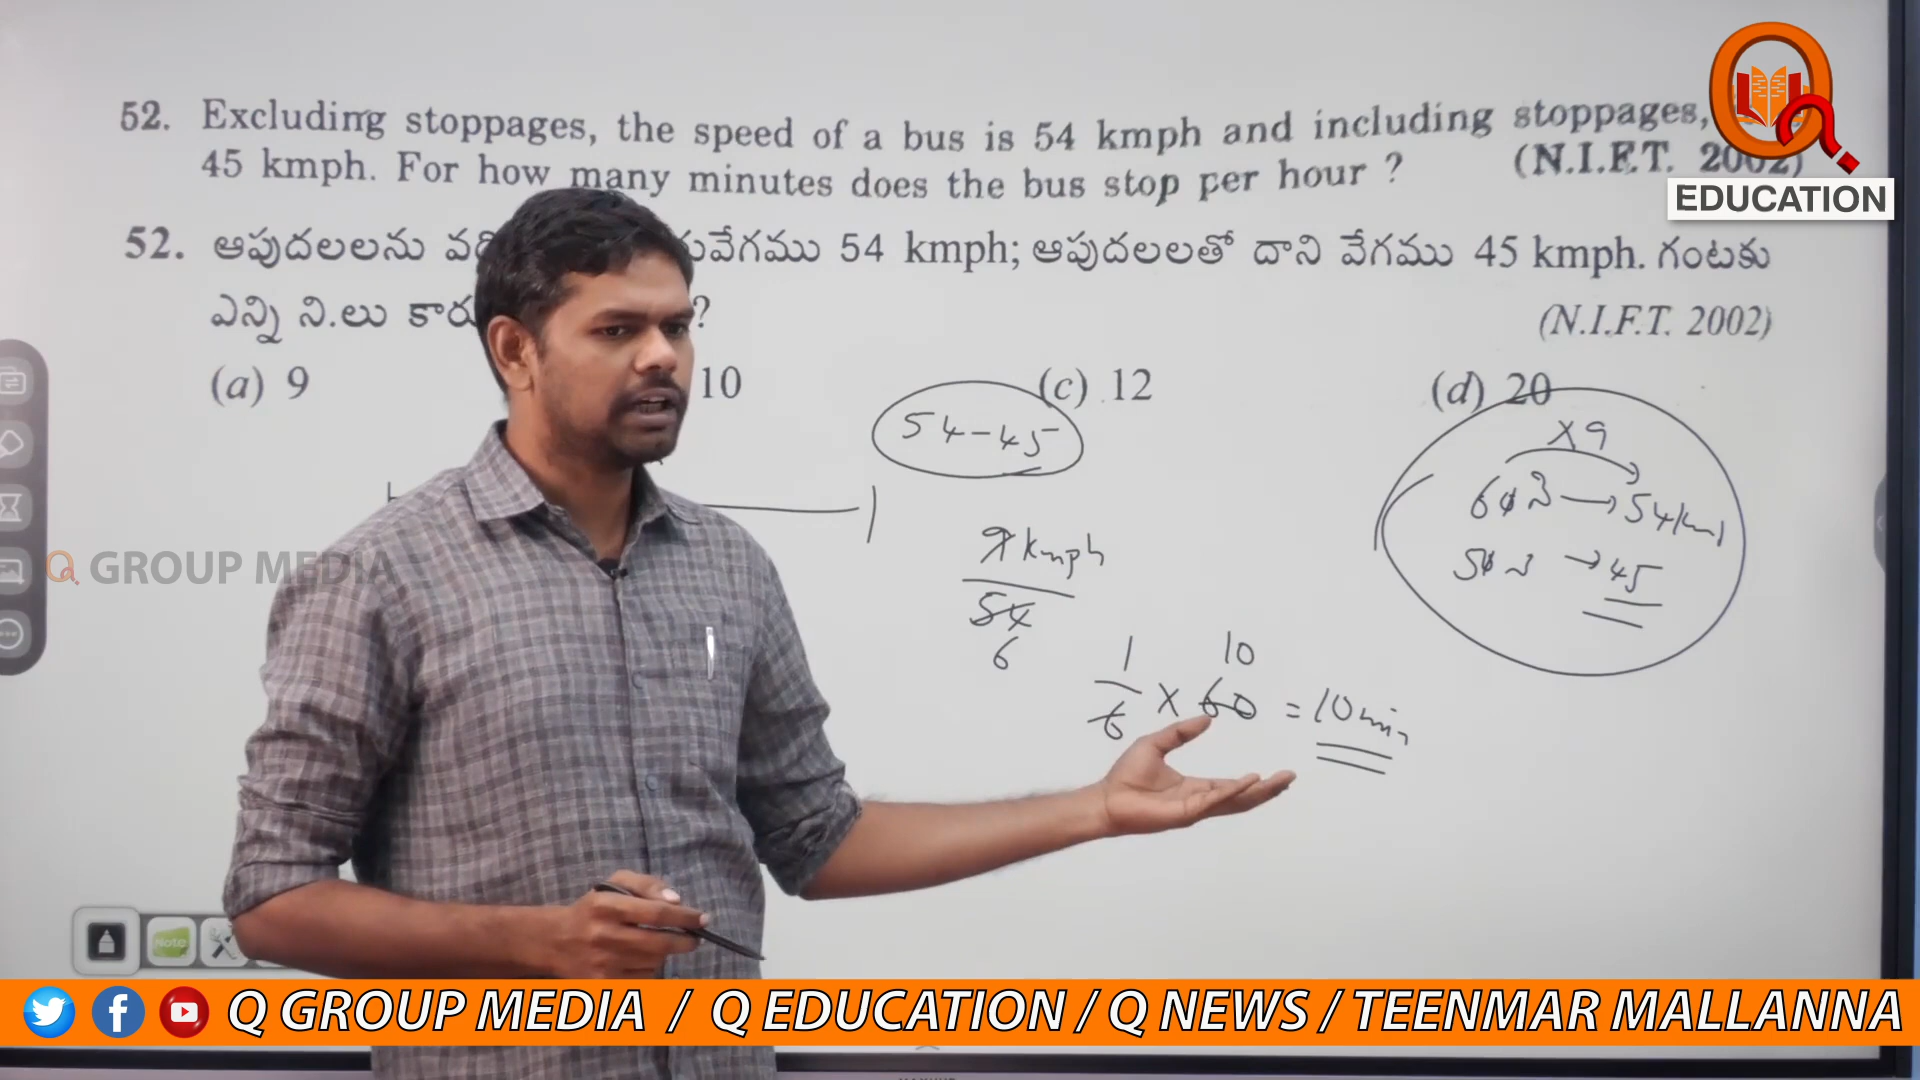 52. Excluding stoppages, the speed of a bus is 54 kmph and including stoppages,
45 kmph. For how many minutes does the bus stop per hour ?
(N.I.F.T. 2002)
EDUCATION
52. ఆపుదలలను 54 kmph; ఆపుదలలతో దాని వేగము 45 kmph. గంటకు
ఎన్ని ని.లు ?
(N.I.F.T. 2002)
(a) 9
10
(c) 12
(d) 20
54-45
X9
60 ని → 54 km
50 ని → 45
9 kmph
54
6
1 10
6 X 60 = 10 min
Q GROUP MEDIA
Note
Q GROUP MEDIA / Q EDUCATION / Q NEWS / TEENMAR MALLANNA